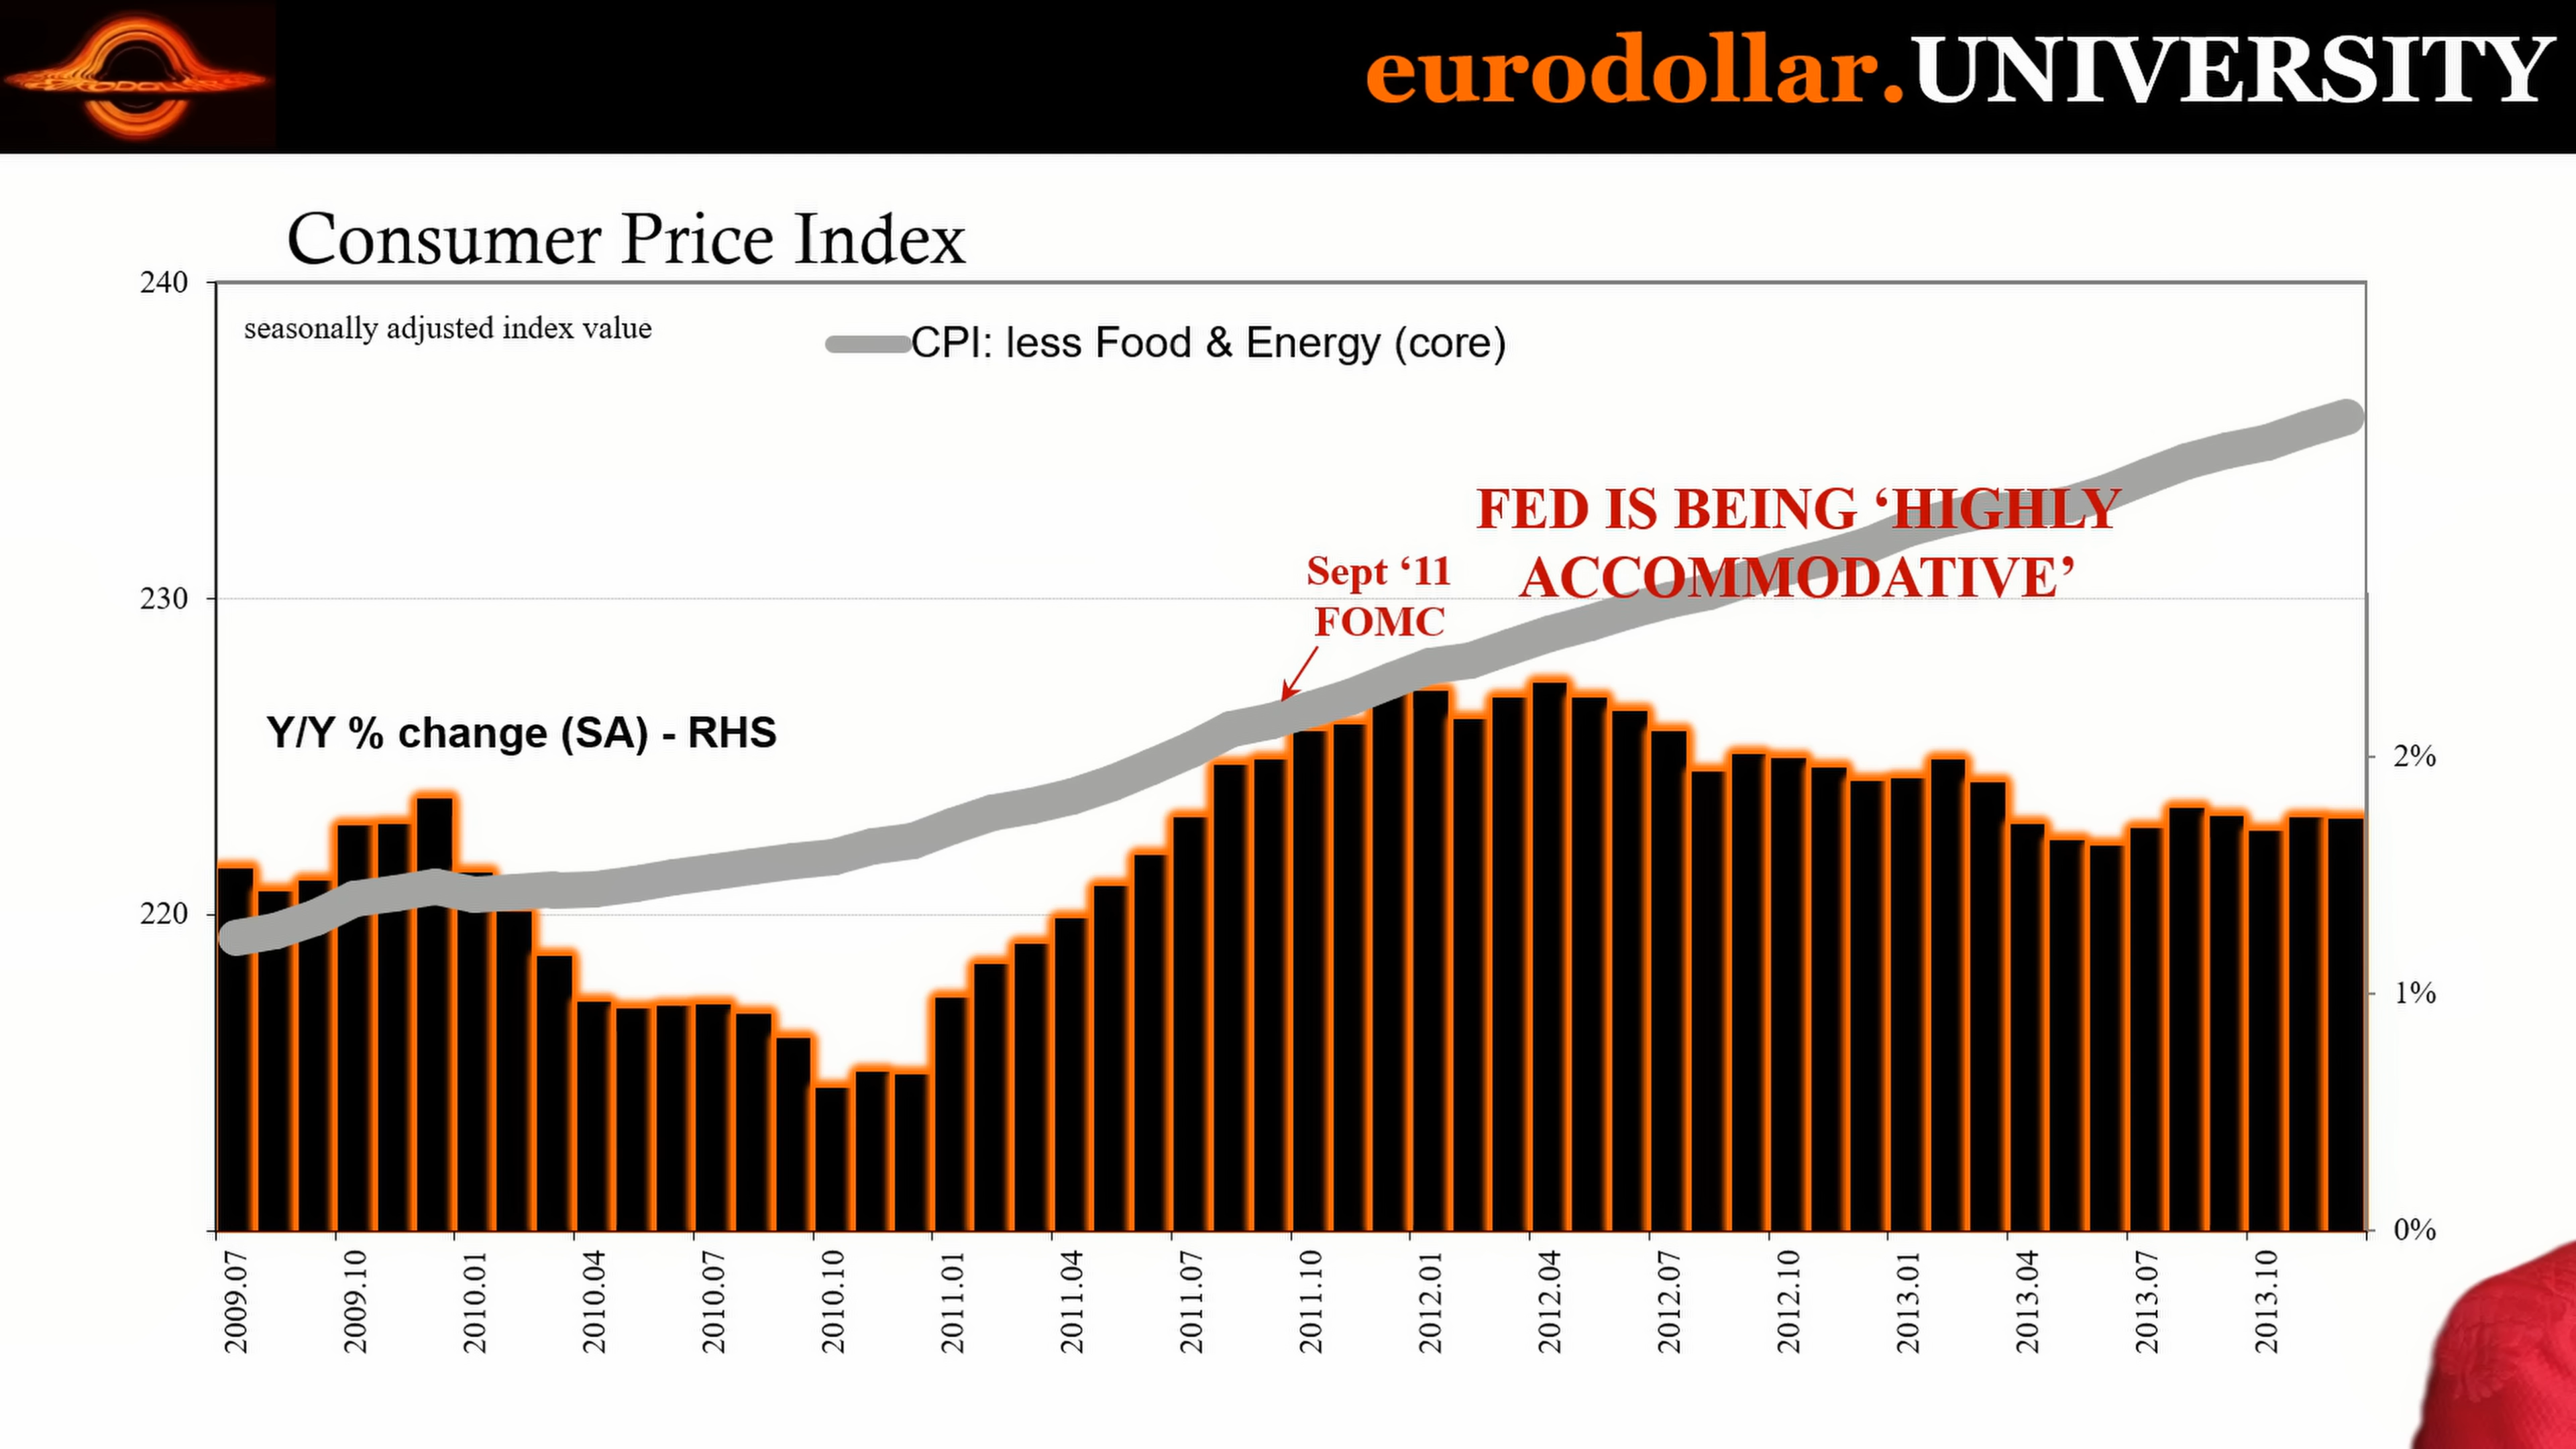 EURODOLLAR
eurodollar.UNIVERSITY
Consumer Price Index
240
seasonally adjusted index value
CPI: less Food & Energy (core)
FED IS BEING ‘HIGHLY
ACCOMMODATIVE’
Sept ‘11
FOMC
230
Y/Y % change (SA) - RHS
2%
220
1%
0%
2009.07
2009.10
2010.01
2010.04
2010.07
2010.10
2011.01
2011.04
2011.07
2011.10
2012.01
2012.04
2012.07
2012.10
2013.01
2013.04
2013.07
2013.10